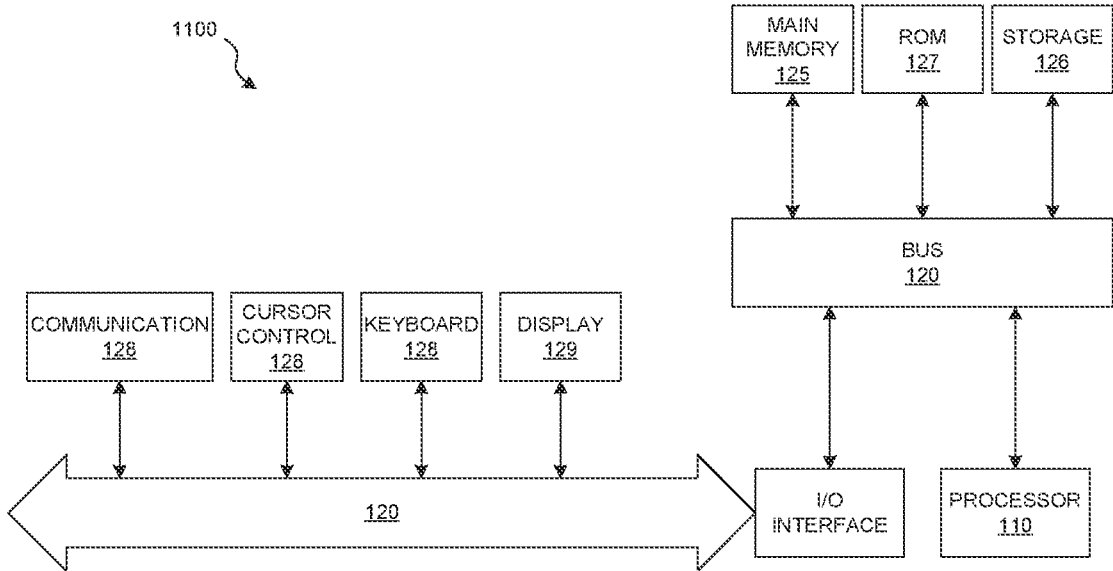 1100
MAIN
MEMORY
125
ROM
127
STORAGE
126
BUS
120
COMMUNICATION
128
CURSOR
CONTROL
128
KEYBOARD
128
DISPLAY
129
120
I/O
INTERFACE
PROCESSOR
110